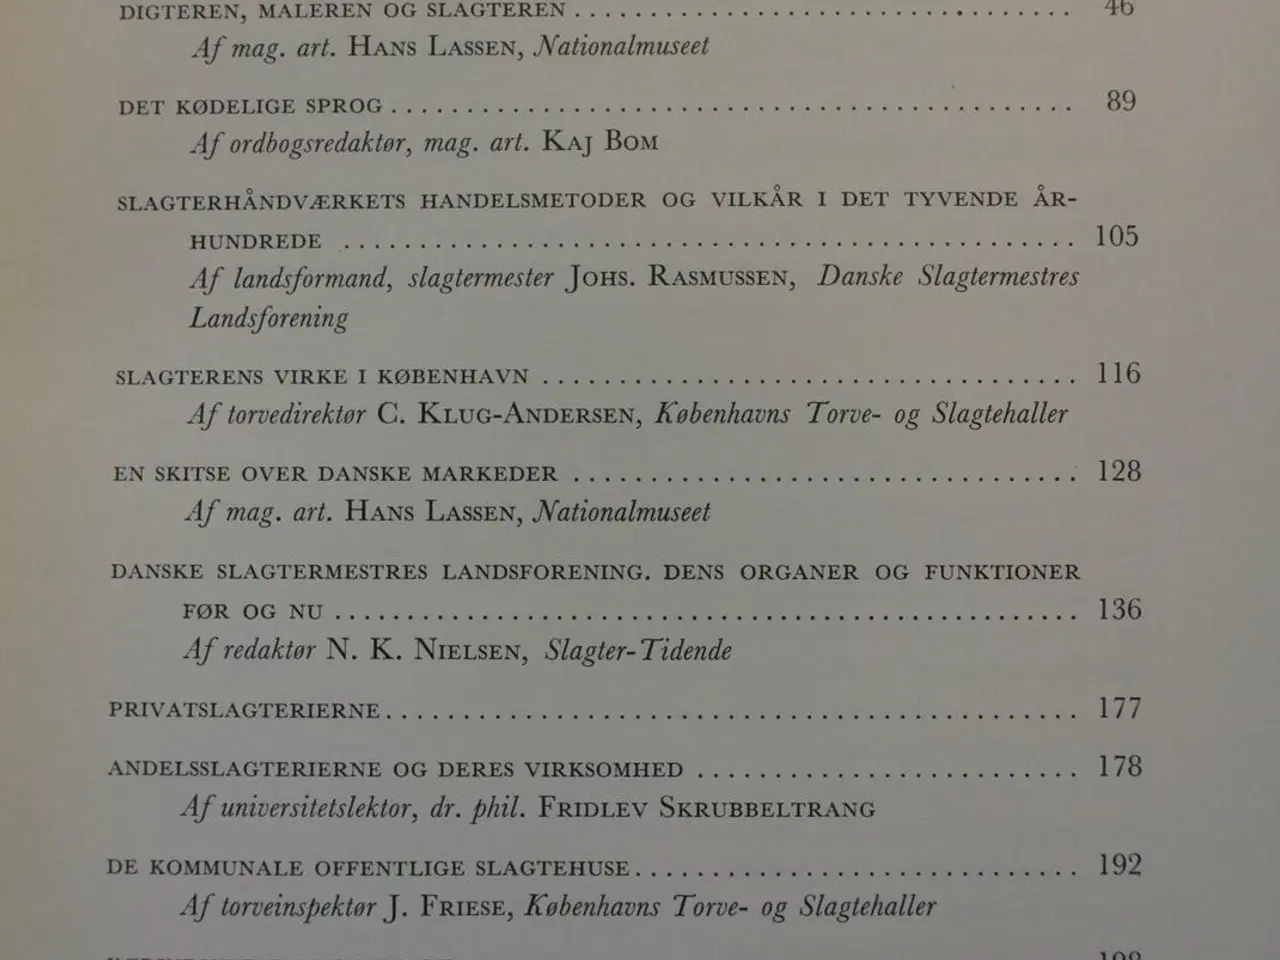 DIGTEREN, MALEREN OG SLAGTEREN . . . . . . . . . . . . . . . . . . . . . . . . . . . 46
Af mag. art. HANS LASSEN, Nationalmuseet
DET KØDELIGE SPROG . . . . . . . . . . . . . . . . . . . . . . . . . . . . . . . . . . . . . 89
Af ordbogsredaktør, mag. art. KAJ BOM
SLAGTERHÅNDVÆRKETS HANDELSMETODER OG VILKÅR I DET TYVENDE ÅR-
HUNDREDE . . . . . . . . . . . . . . . . . . . . . . . . . . . . . . . . . . . . . . . 105
Af landsformand, slagtermester JOHS. RASMUSSEN, Danske Slagtermestres
Landsforening
SLAGTERENS VIRKE I KØBENHAVN . . . . . . . . . . . . . . . . . . . . . . . . . . . . . 116
Af torvedirektør C. KLUG-ANDERSEN, Københavns Torve- og Slagtehaller
EN SKITSE OVER DANSKE MARKEDER . . . . . . . . . . . . . . . . . . . . . . . . . . . 128
Af mag. art. HANS LASSEN, Nationalmuseet
DANSKE SLAGTERMESTRES LANDSFORENING. DENS ORGANER OG FUNKTIONER
FØR OG NU . . . . . . . . . . . . . . . . . . . . . . . . . . . . . . . . . . . . . . . . 136
Af redaktør N. K. NIELSEN, Slagter-Tidende
PRIVATSLAGTERIERNE . . . . . . . . . . . . . . . . . . . . . . . . . . . . . . . . . . . . . 177
ANDELSSLAGTERIERNE OG DERES VIRKSOMHED . . . . . . . . . . . . . . . . . . . . . 178
Af universitetslektor, dr. phil. FRIDLEV SKRUBBELTRANG
DE KOMMUNALE OFFENTLIGE SLAGTEHUSE . . . . . . . . . . . . . . . . . . . . . . . . 192
Af torveinspektør J. FRIESE, Københavns Torve- og Slagtehaller